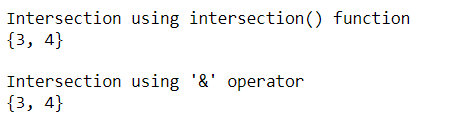 Intersection using intersection() function
{3, 4}
Intersection using '&' operator
{3, 4}